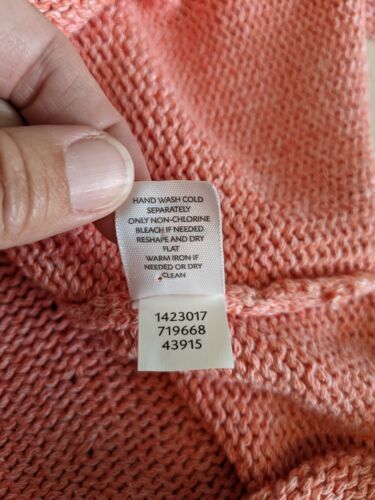 HAND WASH COLD
SEPARATELY
ONLY NON-CHLORINE
BLEACH IF NEEDED
RESHAPE AND DRY
FLAT
WARM IRON IF
NEEDED OR DRY
CLEAN
1423017
719668
43915